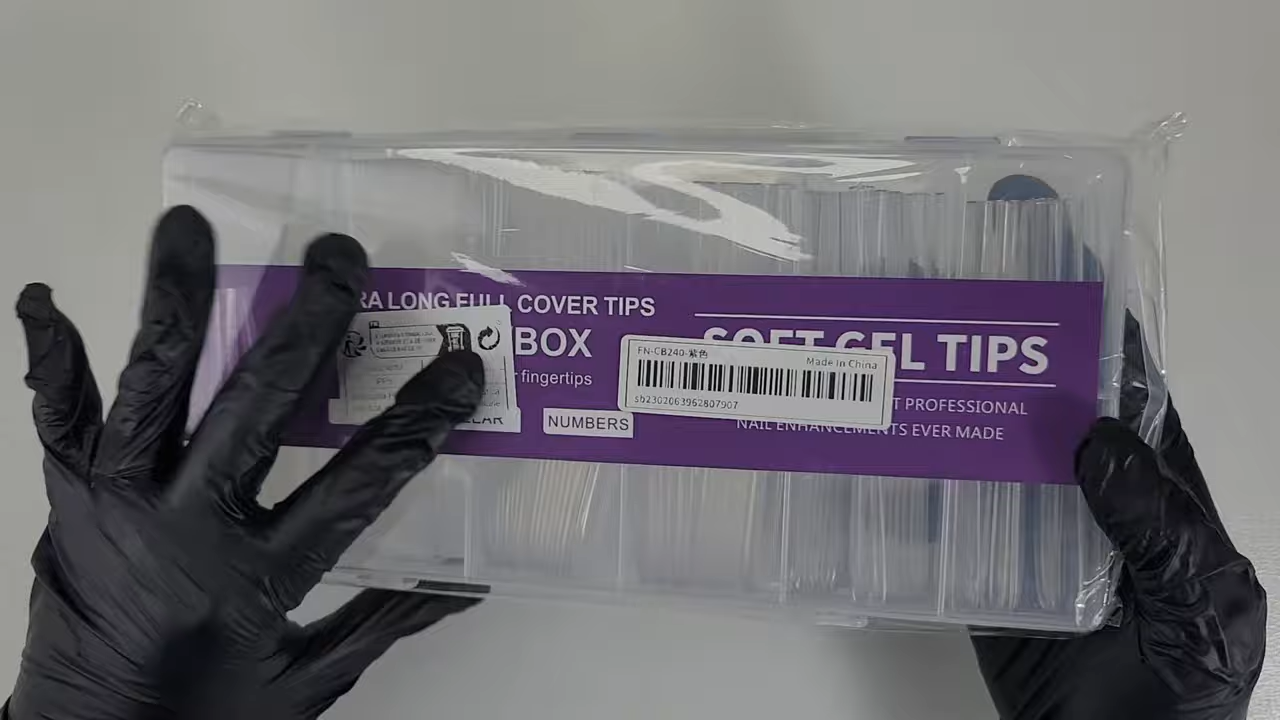 RA LONG FULL COVER TIPS
BOX
fingertips
NUMBERS
SOFT GEL TIPS
FN-CB240-紫色
Made in China
sb2302063962807907
PROFESSIONAL
NAIL ENHANCEMENTS EVER MADE